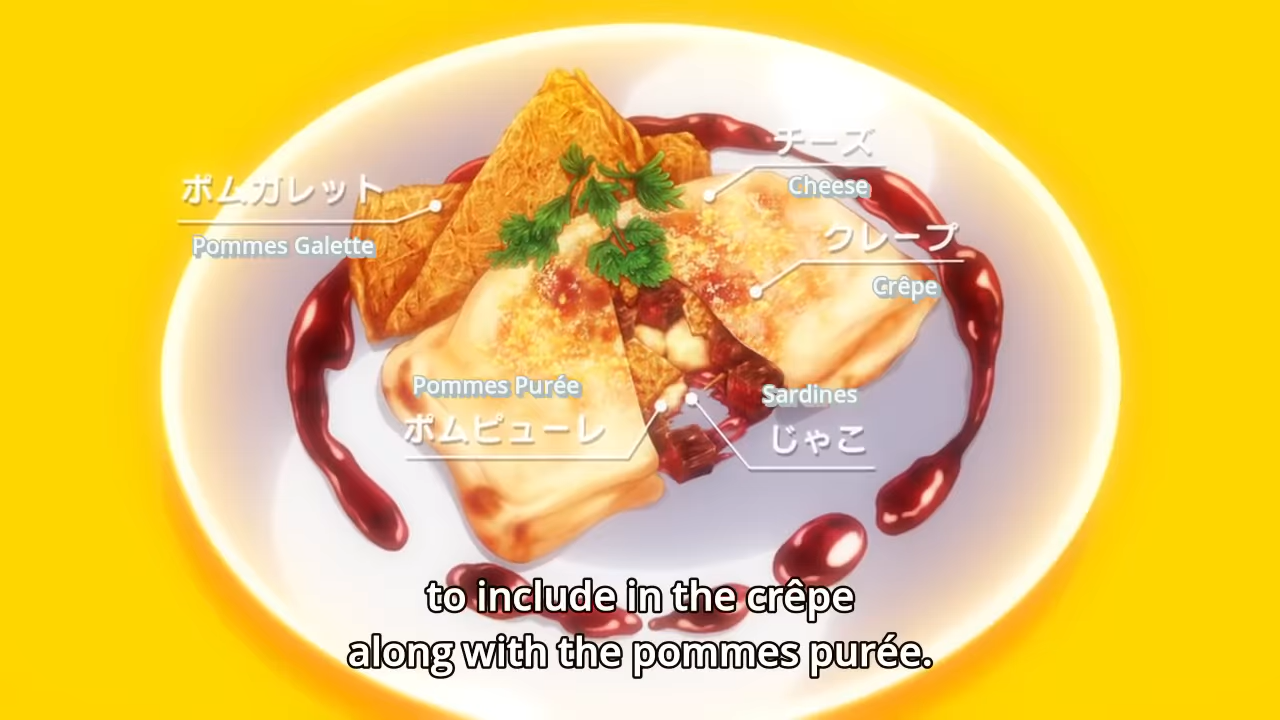 チーズ
Cheese
ポムガレット
Pommes Galette
クレープ
Crêpe
Pommes Purée
ポムピューレ
Sardines
じゃこ
to include in the crêpe
along with the pommes purée.